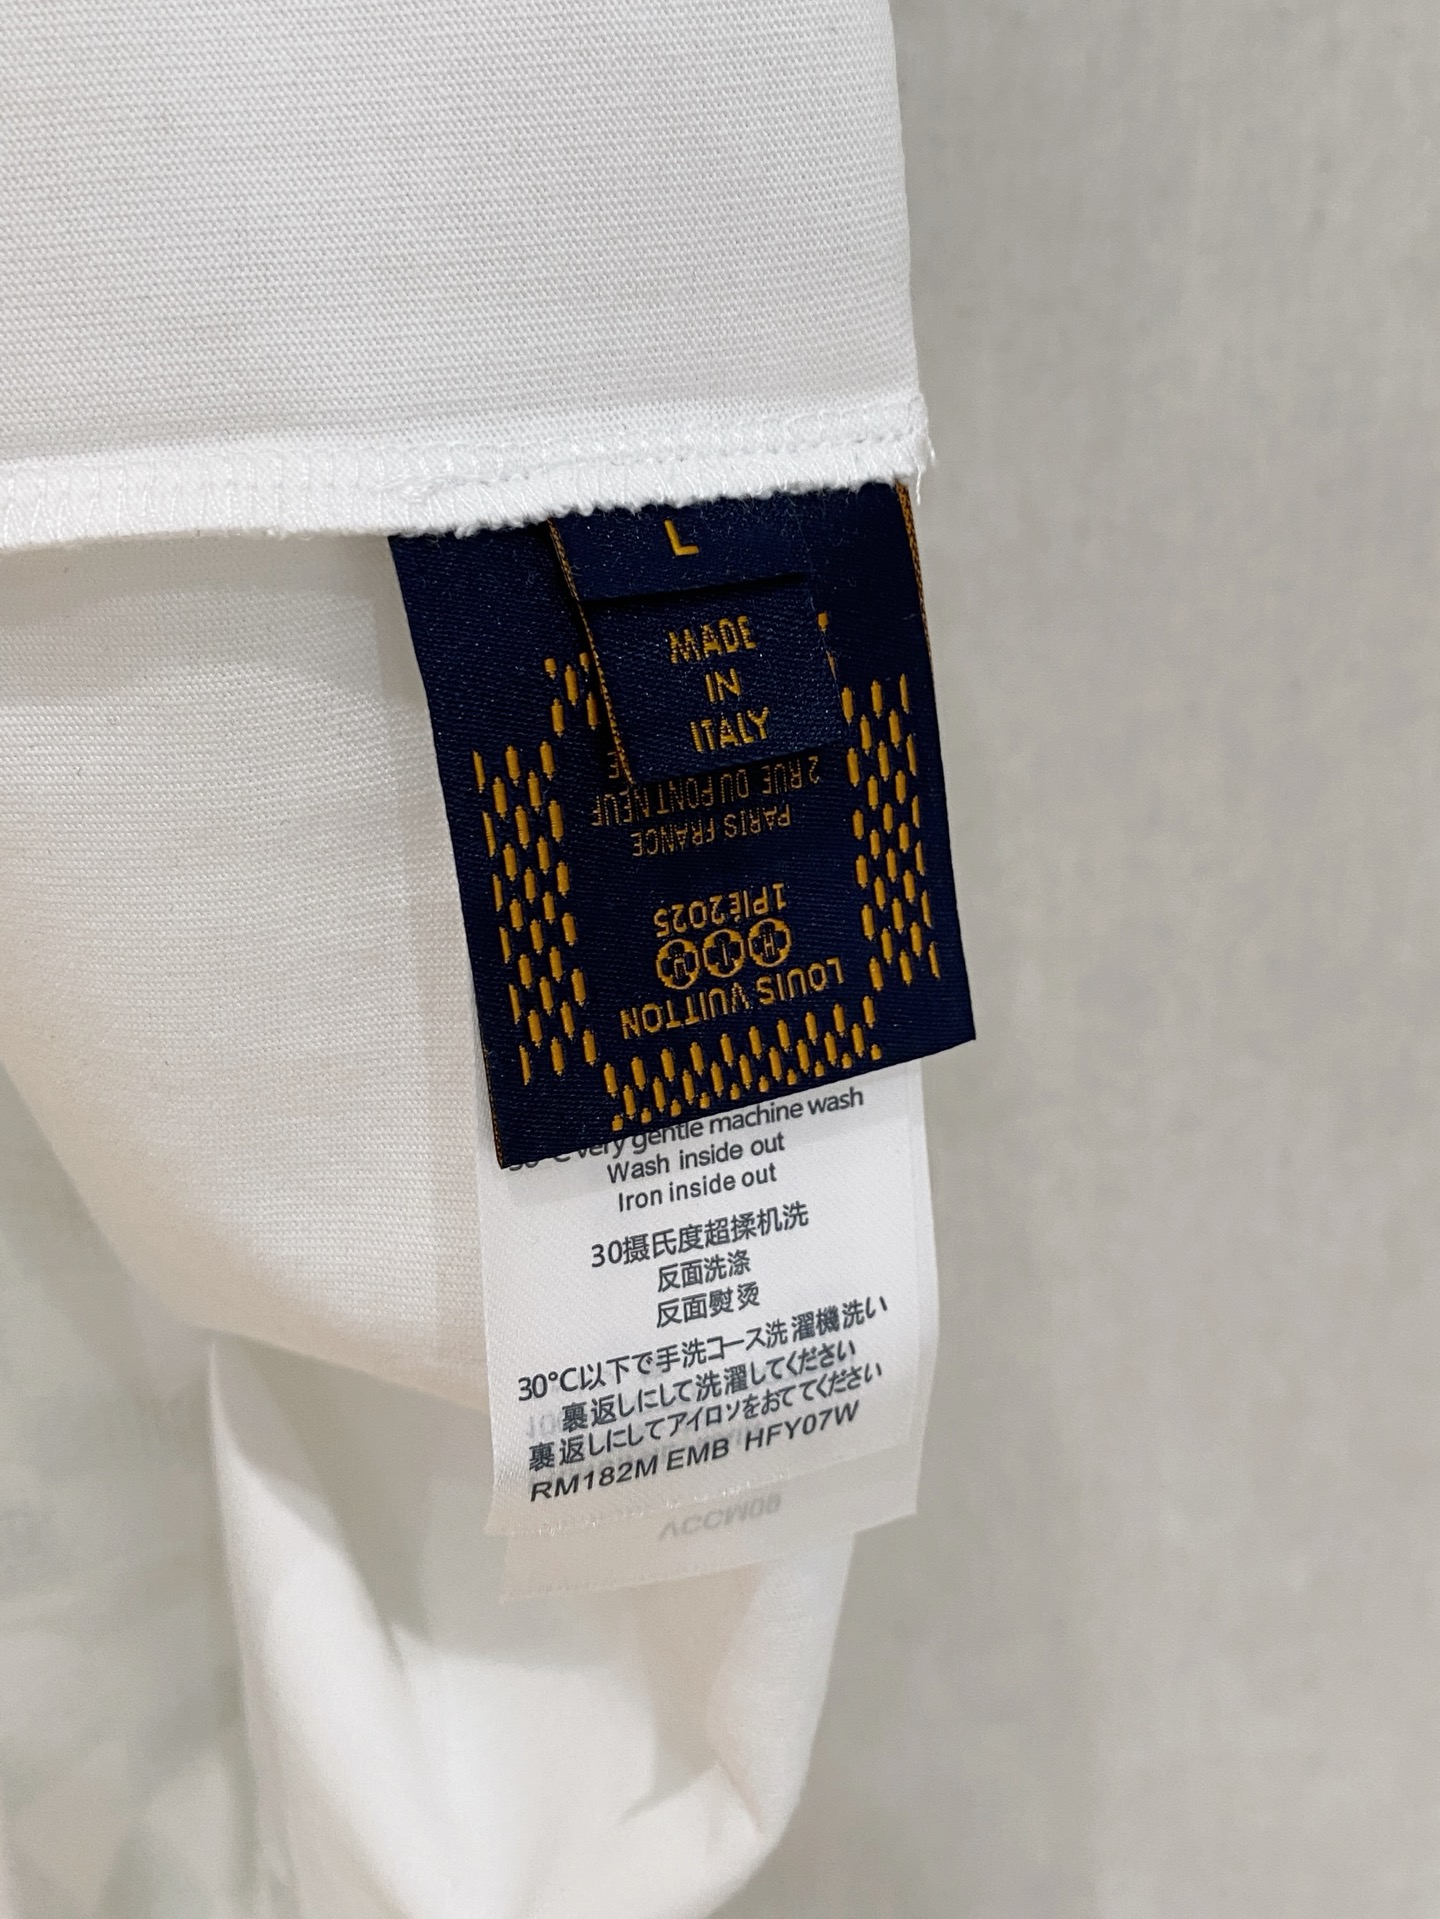 L
MADE
IN
ITALY
LOUIS VUITTON
1PIè2025
PARIS FRANCE
2 RUE DU PONT NEUF
very gentle machine wash
Wash inside out
Iron inside out
30摄氏度超揉机洗
反面洗涤
反面熨烫
30°C以下で手洗コース洗濯機洗い
裏返しにして洗濯してください
裏返しにしてアイロソをおててください
RM182M EMB HFY07W